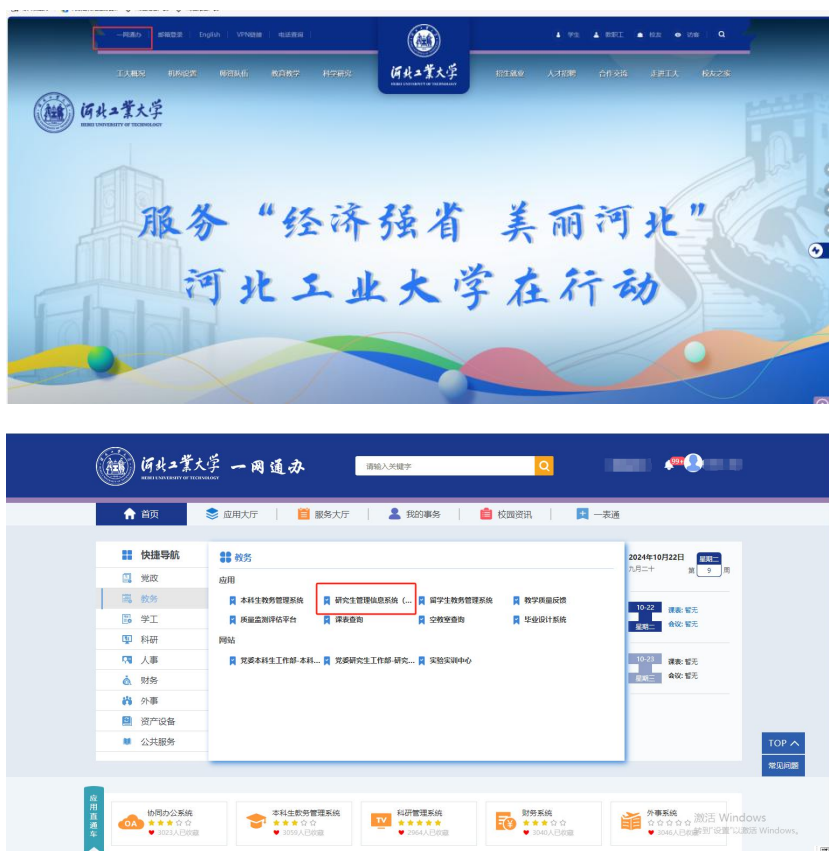 一网通办 邮箱登录 English VPN链接 电话查询
学生 教职工 校友 访客
工大概况 机构设置 师资队伍 教育教学 科学研究
河北工業大学
HEBEI UNIVERSITY OF TECHNOLOGY
招生就业 人才招聘 合作交流 走进工大 校友之家
河北工業大学
HEBEI UNIVERSITY OF TECHNOLOGY
服务“经济强省 美丽河北”
河北工业大学在行动
河北工業大学 一网通办
HEBEI UNIVERSITY OF TECHNOLOGY
请输入关键字
99+
首页 应用大厅 服务大厅 我的事务 校园资讯 一表通
快捷导航
党政
教务
学工
科研
人事
财务
外事
资产设备
公共服务
教务
应用
本科生教务管理系统 研究生管理信息系统（... 留学生教务管理系统 教学质量反馈
质量监测评估平台 课表查询 空教室查询 毕业设计系统
网站
党委本科生工作部-本科... 党委研究生工作部-研究... 实验实训中心
2024年10月22日 星期二
九月二十 第 9 周
10-22 课表: 暂无
星期二 会议: 暂无
10-23 课表: 暂无
星期三 会议: 暂无
TOP
常见问题
应用直通车
OA 协同办公系统
3023人已收藏
本科生教务管理系统
3059人已收藏
TV 科研管理系统
2964人已收藏
财务系统
3040人已收藏
外事系统
3046人已收藏
激活 Windows
转到"设置"以激活 Windows。